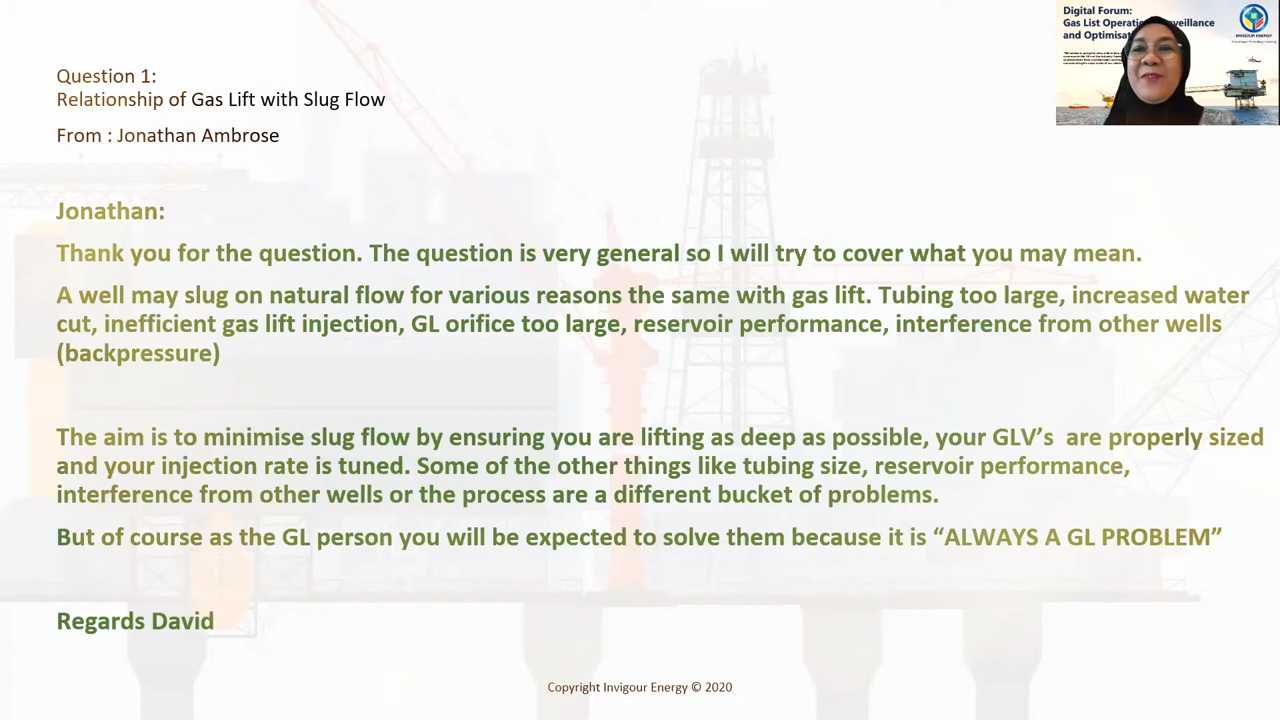 Question 1:
Relationship of Gas Lift with Slug Flow
From : Jonathan Ambrose
Jonathan:
Thank you for the question. The question is very general so I will try to cover what you may mean.
A well may slug on natural flow for various reasons the same with gas lift. Tubing too large, increased water
cut, inefficient gas lift injection, GL orifice too large, reservoir performance, interference from other wells
(backpressure)
The aim is to minimise slug flow by ensuring you are lifting as deep as possible, your GLV's  are properly sized
and your injection rate is tuned. Some of the other things like tubing size, reservoir performance,
interference from other wells or the process are a different bucket of problems.
But of course as the GL person you will be expected to solve them because it is “ALWAYS A GL PROBLEM”
Regards David
Copyright Invigour Energy © 2020
Digital Forum:
Gas List
and
INVIGOUR ENERGY